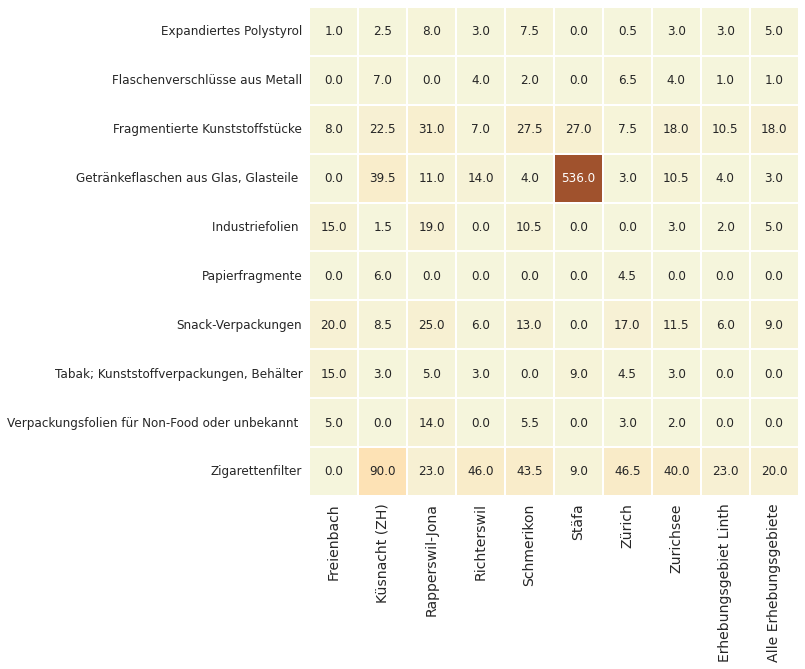 Expandiertes Polystyrol 1.0 2.5 8.0 3.0 7.5 0.0 0.5 3.0 3.0 5.0
Flaschenverschlüsse aus Metall 0.0 7.0 0.0 4.0 2.0 0.0 6.5 4.0 1.0 1.0
Fragmentierte Kunststoffstücke 8.0 22.5 31.0 7.0 27.5 27.0 7.5 18.0 10.5 18.0
Getränkeflaschen aus Glas, Glasteile 0.0 39.5 11.0 14.0 4.0 536.0 3.0 10.5 4.0 3.0
Industriefolien 15.0 1.5 19.0 0.0 10.5 0.0 0.0 3.0 2.0 5.0
Papierfragmente 0.0 6.0 0.0 0.0 0.0 0.0 4.5 0.0 0.0 0.0
Snack-Verpackungen 20.0 8.5 25.0 6.0 13.0 0.0 17.0 11.5 6.0 9.0
Tabak; Kunststoffverpackungen, Behälter 15.0 3.0 5.0 3.0 0.0 9.0 4.5 3.0 0.0 0.0
Verpackungsfolien für Non-Food oder unbekannt 5.0 0.0 14.0 0.0 5.5 0.0 3.0 2.0 0.0 0.0
Zigarettenfilter 0.0 90.0 23.0 46.0 43.5 9.0 46.5 40.0 23.0 20.0
Freienbach
Küsnacht (ZH)
Rapperswil-Jona
Richterswil
Schmerikon
Stäfa
Zürich
Zurichsee
Erhebungsgebiet Linth
Alle Erhebungsgebiete